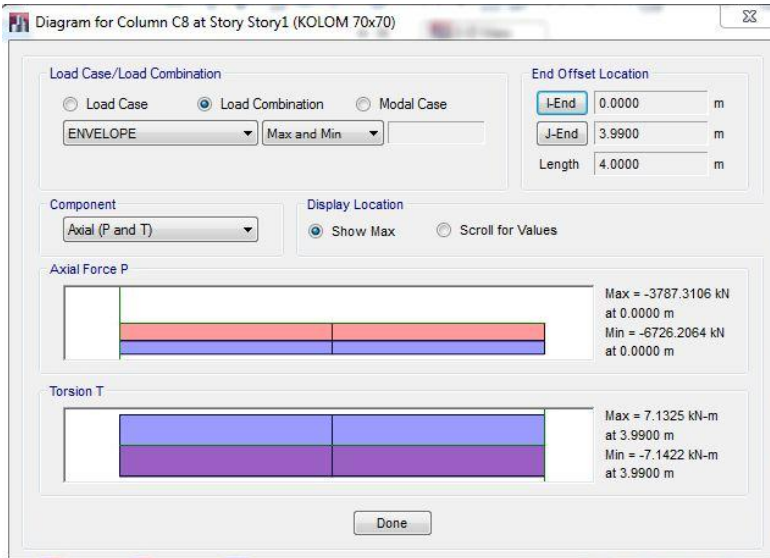 Diagram for Column C8 at Story Story1 (KOLOM 70x70)
Load Case/Load Combination
Load Case Load Combination Modal Case
ENVELOPE Max and Min
End Offset Location
I-End 0.0000 m
J-End 3.9900 m
Length 4.0000 m
Component
Axial (P and T)
Display Location
Show Max Scroll for Values
Axial Force P
Max = -3787.3106 kN
at 0.0000 m
Min = -6726.2064 kN
at 0.0000 m
Torsion T
Max = 7.1325 kN-m
at 3.9900 m
Min = -7.1422 kN-m
at 3.9900 m
Done